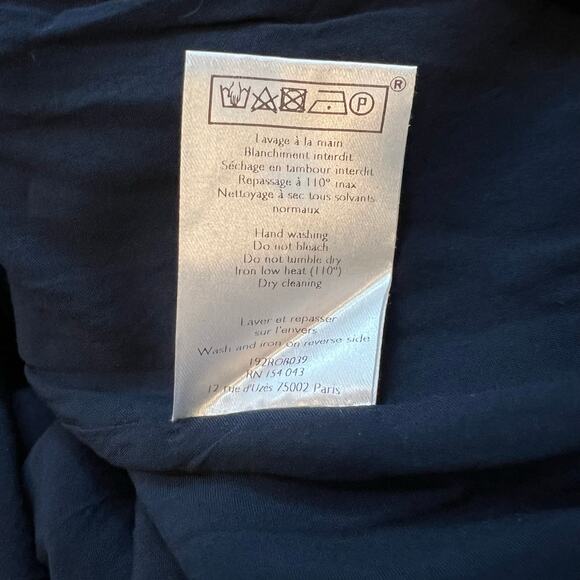 ®
P
Lavage à la main
Blanchiment interdit
Séchage en tambour interdit
Repassage à 110° max
Nettoyage à sec tous solvants
normaux
Hand washing
Do not bleach
Do not tumble dry
Iron low heat (110°)
Dry cleaning
Laver et repasser
sur l'envers
Wash and iron on reverse side
192ROB039
RN 154 043
17 rue d'Uzès 75002 Paris